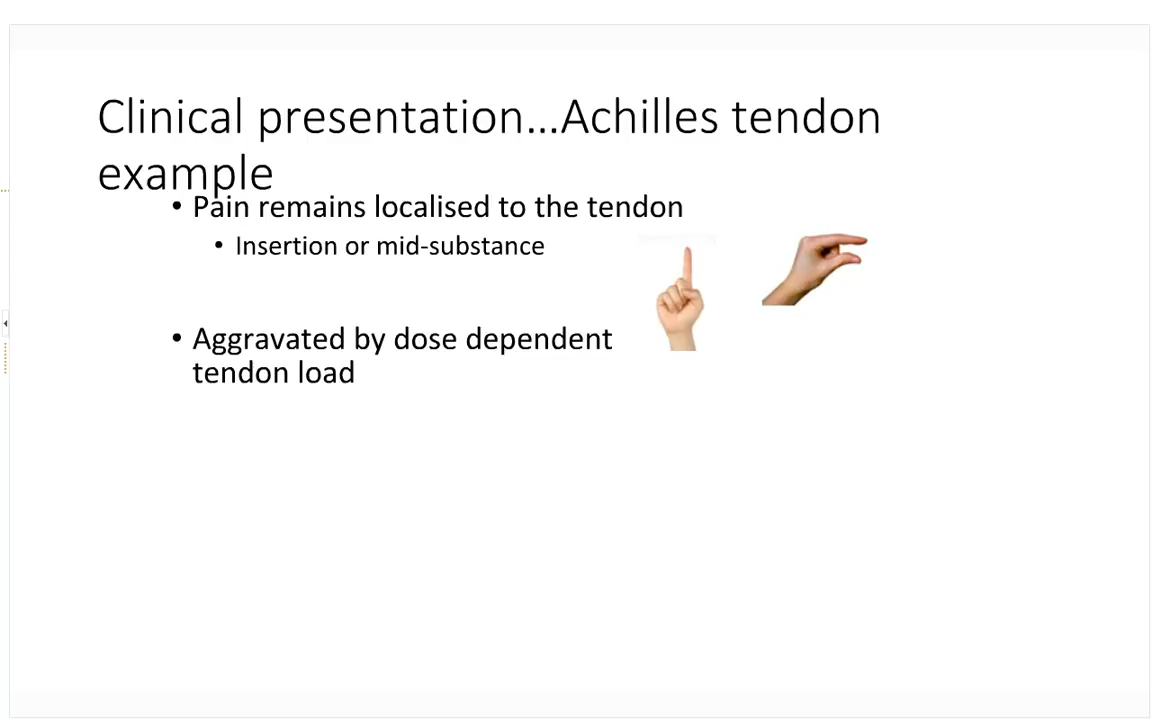 Clinical presentation...Achilles tendon
example
• Pain remains localised to the tendon
• Insertion or mid-substance
• Aggravated by dose dependent
tendon load